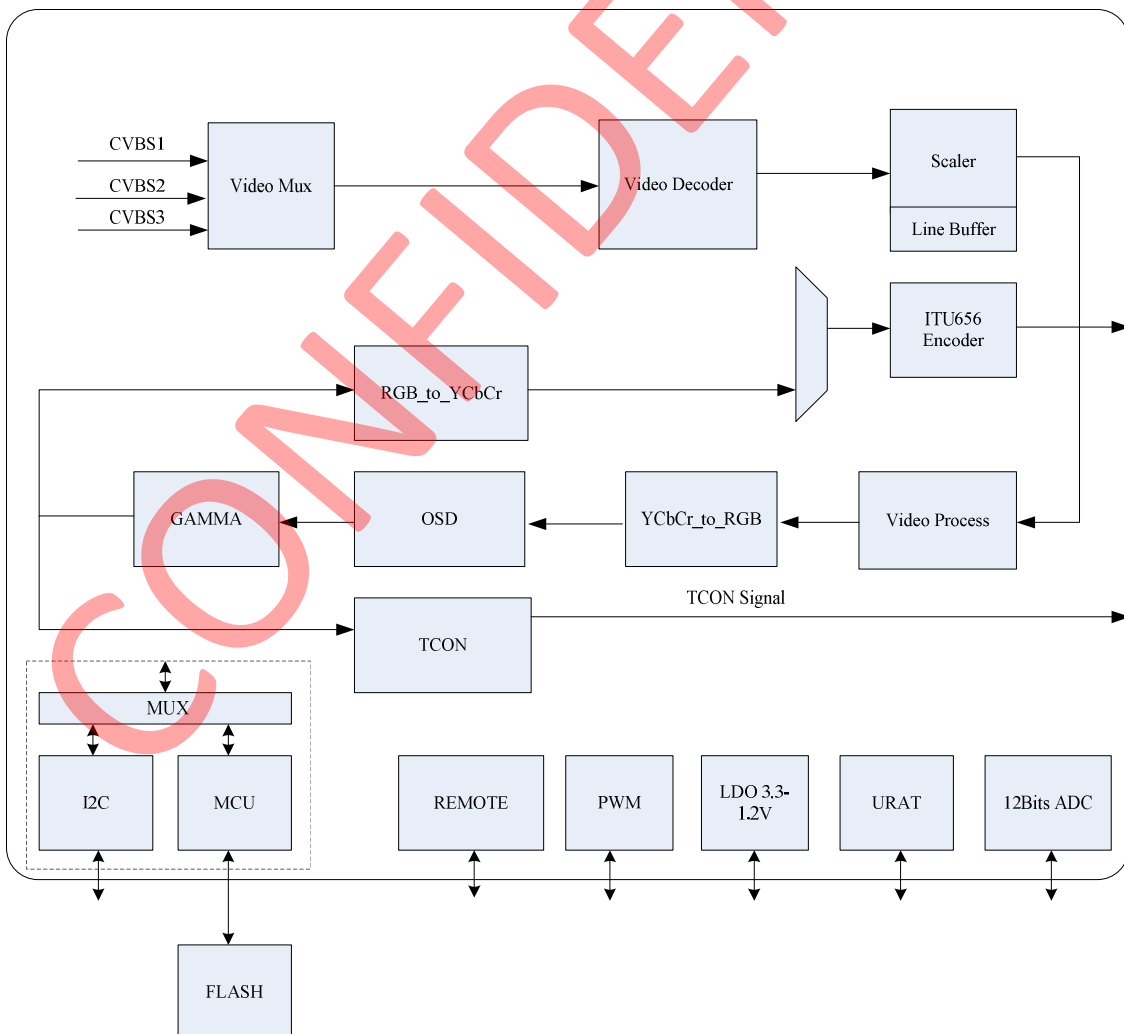 CVBS1
CVBS2
CVBS3
Video Mux
Video Decoder
Scaler
Line Buffer
ITU656
Encoder
RGB_to_YCbCr
GAMMA
OSD
YCbCr_to_RGB
Video Process
TCON Signal
TCON
MUX
I2C
MCU
REMOTE
PWM
LDO 3.3-
1.2V
URAT
12Bits ADC
FLASH
CONFIDE